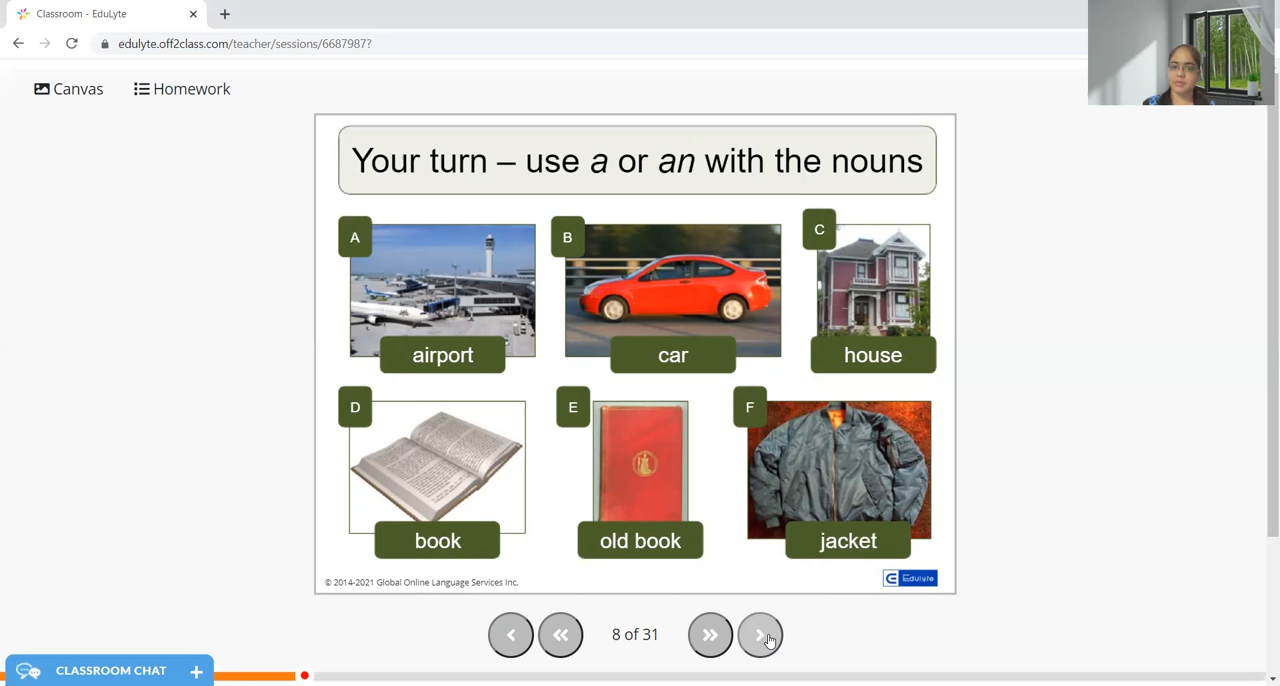 Classroom - EduLyte
edulyte.off2class.com/teacher/sessions/6687987?
Canvas
Homework
Your turn – use a or an with the nouns
A
B
C
airport
car
house
D
E
F
book
old book
jacket
© 2014-2021 Global Online Language Services Inc.
Edulyte
8 of 31
CLASSROOM CHAT